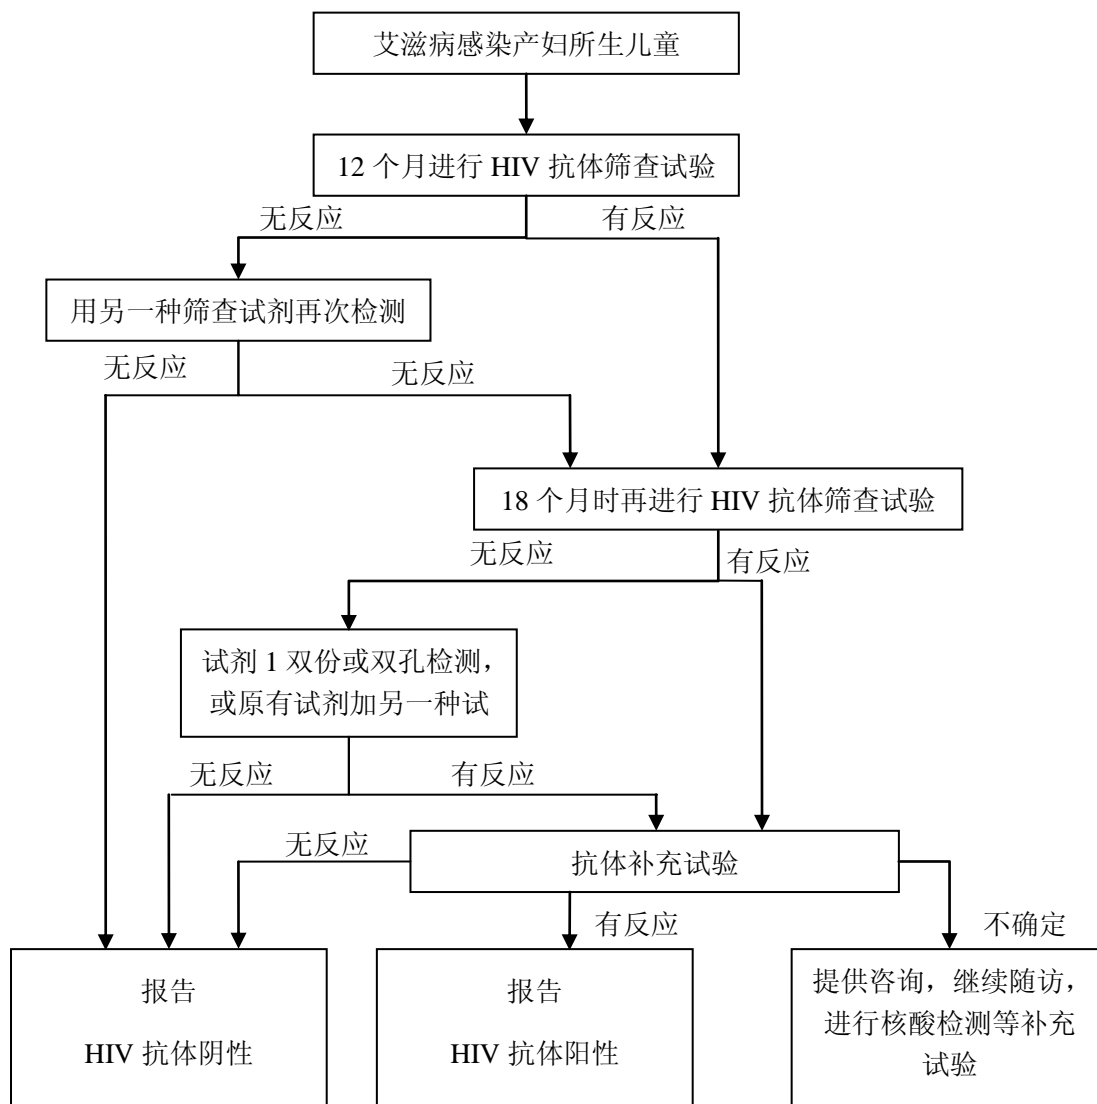 艾滋病感染产妇所生儿童
12 个月进行 HIV 抗体筛查试验
无反应
有反应
用另一种筛查试剂再次检测
无反应
无反应
18 个月时再进行 HIV 抗体筛查试验
无反应
有反应
试剂 1 双份或双孔检测，
或原有试剂加另一种试
无反应
有反应
抗体补充试验
无反应
有反应
不确定
报告
HIV 抗体阴性
报告
HIV 抗体阳性
提供咨询，继续随访，
进行核酸检测等补充
试验